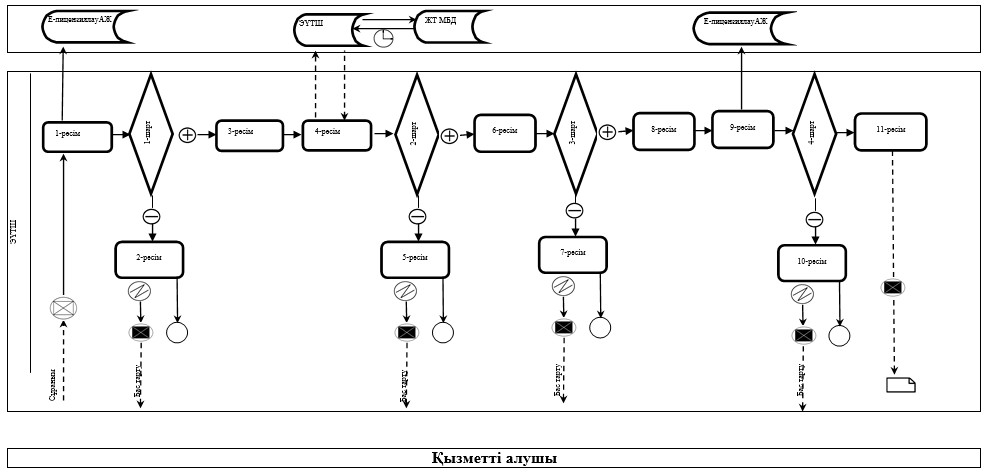 Е-лицензиялауАЖ
ЭҮТШ
ЖТ МБД
Е-лицензиялауАЖ
ЭҮТШ
1-рәсім
1-шарт
3-рәсім
4-рәсім
2-шарт
6-рәсім
3-шарт
8-рәсім
9-рәсім
4-шарт
11-рәсім
2-рәсім
5-рәсім
7-рәсім
10-рәсім
Сұраным
Бас тарту
Бас тарту
Бас тарту
Бас тарту
Қызметті алушы